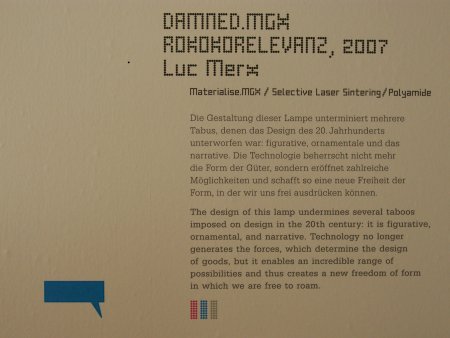 DAMNED.MGX
ROKOKORELEVANZ, 2007
Luc Merx
Materialise.MGX / Selective Laser Sintering/Polyamide
Die Gestaltung dieser Lampe unterminiert mehrere
Tabus, denen das Design des 20. Jahrhunderts
unterworfen war: figurative, ornamentale und das
narrative. Die Technologie beherrscht nicht mehr
die Form der Güter, sondern eröffnet zahlreiche
Möglichkeiten und schafft so eine neue Freiheit der
Form, in der wir uns frei ausdrücken können.
The design of this lamp undermines several taboos
imposed on design in the 20th century: it is figurative,
ornamental, and narrative. Technology no longer
generates the forces, which determine the design
of goods, but it enables an incredible range of
possibilities and thus creates a new freedom of form
in which we are free to roam.